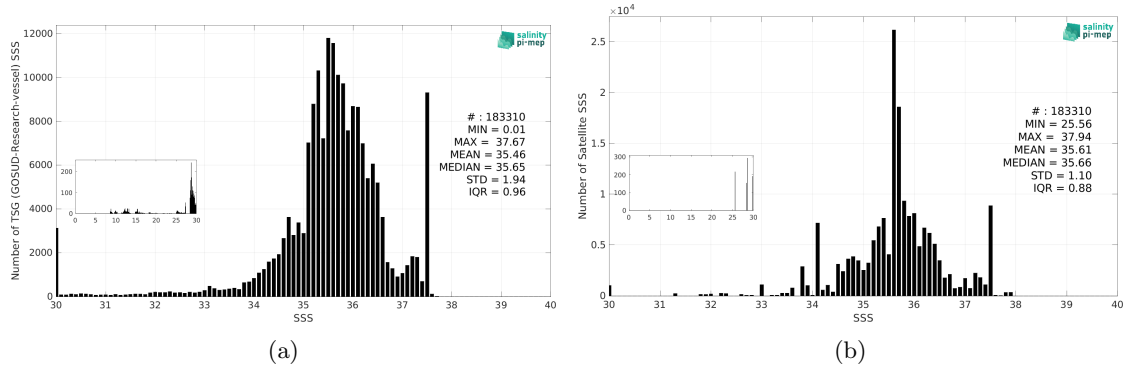 12000
10000
8000
6000
4000
2000
0
Number of TSG (GOSUD-Research-vessel) SSS
30 31 32 33 34 35 36 37 38 39 40
SSS
salinity
pi-mep
# : 183310
MIN = 0.01
MAX = 37.67
MEAN = 35.46
MEDIAN = 35.65
STD = 1.94
IQR = 0.96
200
100
0
0 5 10 15 20 25 30
(a)
×10⁴
2.5
2
1.5
1
0.5
0
Number of Satellite SSS
30 31 32 33 34 35 36 37 38 39 40
SSS
salinity
pi-mep
# : 183310
MIN = 25.56
MAX = 37.94
MEAN = 35.61
MEDIAN = 35.66
STD = 1.10
IQR = 0.88
300
200
100
0
0 5 10 15 20 25 30
(b)